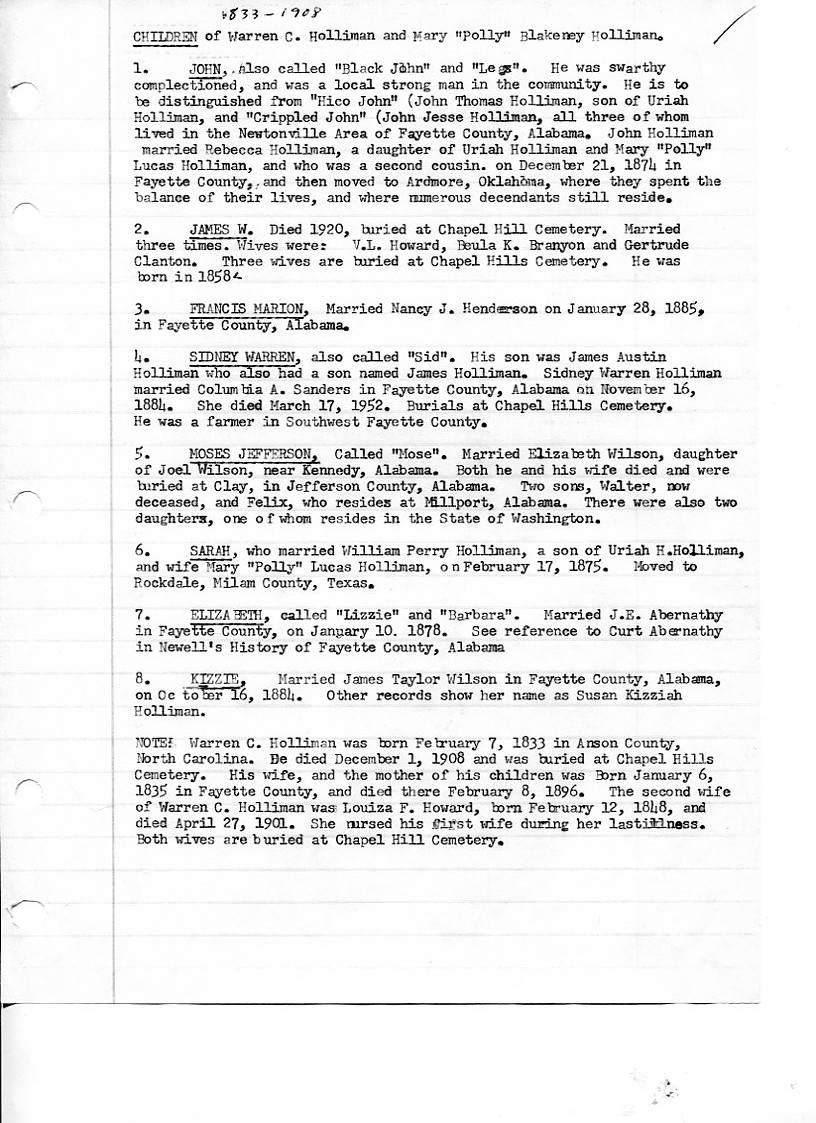 1833-1908
CHILDREN of Warren C. Holliman and Mary "Polly" Blakeney Holliman.
1. JOHN, Also called "Black John" and "Legs". He was swarthy
complectioned, and was a local strong man in the community. He is to
be distinguished from "Hico John" (John Thomas Holliman, son of Uriah
Holliman, and "Crippled John" (John Jesse Holliman, all three of whom
lived in the Newtonville Area of Fayette County, Alabama. John Holliman
married Rebecca Holliman, a daughter of Uriah Holliman and Mary "Polly"
Lucas Holliman, and who was a second cousin. on December 21, 1874 in
Fayette County, and then moved to Ardmore, Oklahoma, where they spent the
balance of their lives, and where numerous decendants still reside.
2. JAMES W. Died 1920, buried at Chapel Hill Cemetery. Married
three times. Wives were: V.L. Howard, Beula K. Branyon and Gertrude
Clanton. Three wives are buried at Chapel Hills Cemetery. He was
born in 1858
3. FRANCIS MARION, Married Nancy J. Henderson on January 28, 1885,
in Fayette County, Alabama.
4. SIDNEY WARREN, also called "Sid". His son was James Austin
Holliman who also had a son named James Holliman. Sidney Warren Holliman
married Columbia A. Sanders in Fayette County, Alabama on November 16,
1884. She died March 17, 1952. Burials at Chapel Hills Cemetery.
He was a farmer in Southwest Fayette County.
5. MOSES JEFFERSON, Called "Mose". Married Elizabeth Wilson, daughter
of Joel Wilson, near Kennedy, Alabama. Both he and his wife died and were
buried at Clay, in Jefferson County, Alabama. Two sons, Walter, now
deceased, and Felix, who resides at Millport, Alabama. There were also two
daughters, one of whom resides in the State of Washington.
6. SARAH, who married William Perry Holliman, a son of Uriah H.Holliman,
and wife Mary "Polly" Lucas Holliman, on February 17, 1875. Moved to
Rockdale, Milam County, Texas.
7. ELIZABETH, called "Lizzie" and "Barbara". Married J.E. Abernathy
in Fayette County, on January 10. 1878. See reference to Curt Abernathy
in Newell's History of Fayette County, Alabama
8. KIZZIE, Married James Taylor Wilson in Fayette County, Alabama,
on October 16, 1884. Other records show her name as Susan Kizziah
Holliman.
NOTE: Warren C. Holliman was born February 7, 1833 in Anson County,
North Carolina. He died December 1, 1908 and was buried at Chapel Hills
Cemetery. His wife, and the mother of his children was Born January 6,
1835 in Fayette County, and died there February 8, 1896. The second wife
of Warren C. Holliman was Louiza F. Howard, born February 12, 1848, and
died April 27, 1901. She nursed his first wife during her lastillness.
Both wives are buried at Chapel Hill Cemetery.